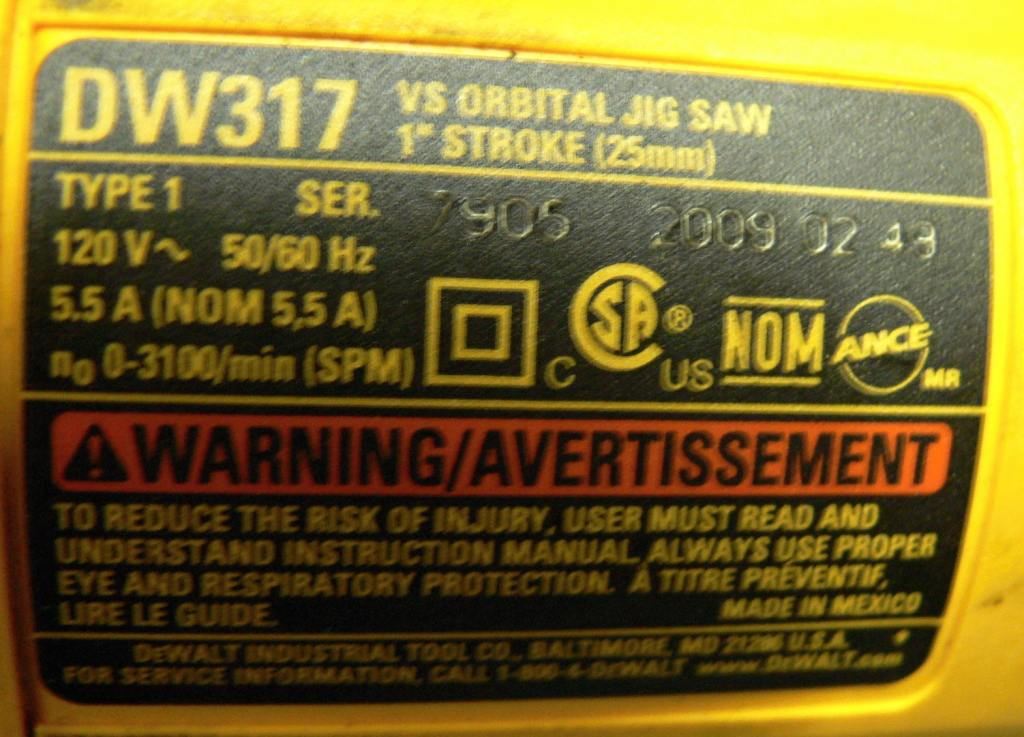 DW317 VS ORBITAL JIG SAW
1" STROKE (25mm)
TYPE 1 SER. 7906 2009 02 43
120 V~ 50/60 Hz
5.5 A (NOM 5,5 A)
n₀ 0-3100/min (SPM)
C SA ® C US NOM ANCE MR
WARNING/AVERTISSEMENT
TO REDUCE THE RISK OF INJURY, USER MUST READ AND
UNDERSTAND INSTRUCTION MANUAL, ALWAYS USE PROPER
EYE AND RESPIRATORY PROTECTION. À TITRE PRÉVENTIF,
LIRE LE GUIDE. MADE IN MEXICO
DEWALT INDUSTRIAL TOOL CO., BALTIMORE, MD 21286 U.S.A.
FOR SERVICE INFORMATION, CALL 1-800-4-DEWALT www.DEWALT.com